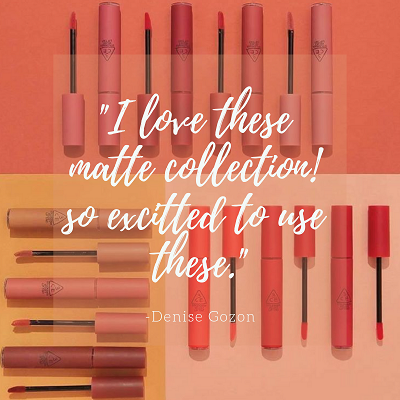 "I love these
matte collection!
so excitted to use
these."
-Denise Gozon